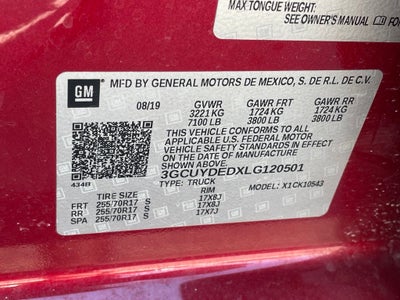 MAX TONGUE WEIGHT:
SEE OWNER'S MANUAL
GM
MFD BY GENERAL MOTORS DE MEXICO, S. DE R.L. DE C.V.
08/19 GVWR GAWR FRT GAWR RR
3221 KG 1724 KG 1724 KG
7100 LB 3800 LB 3800 LB
THIS VEHICLE CONFORMS TO ALL APPLICABLE
U.S. FEDERAL MOTOR VEHICLE SAFETY STANDARDS IN
EFFECT ON THE DATE OF MANUFACTURE SHOWN ABOVE.
3GCUYDEDXLG120501
434B TYPE: TRUCK MODEL: X1CK10543
TIRE SIZE RIM
FRT 255/70R17 S 17X8J
RR 255/70R17 S 17X8J
SPA 255/70R17 S 17X7J